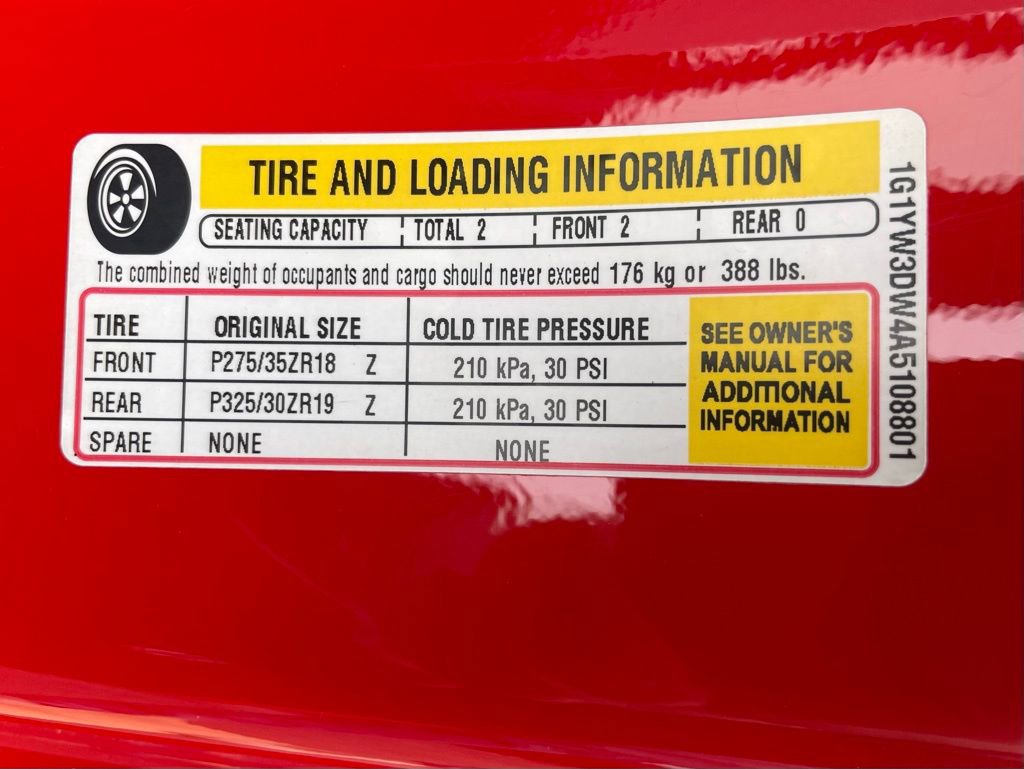 TIRE AND LOADING INFORMATION
SEATING CAPACITY TOTAL 2 FRONT 2 REAR 0
The combined weight of occupants and cargo should never exceed 176 kg or 388 lbs.
TIRE ORIGINAL SIZE COLD TIRE PRESSURE
FRONT P275/35ZR18 Z 210 kPa, 30 PSI
REAR P325/30ZR19 Z 210 kPa, 30 PSI
SPARE NONE NONE
SEE OWNER'S
MANUAL FOR
ADDITIONAL
INFORMATION
1G1YW3DW4A5108801